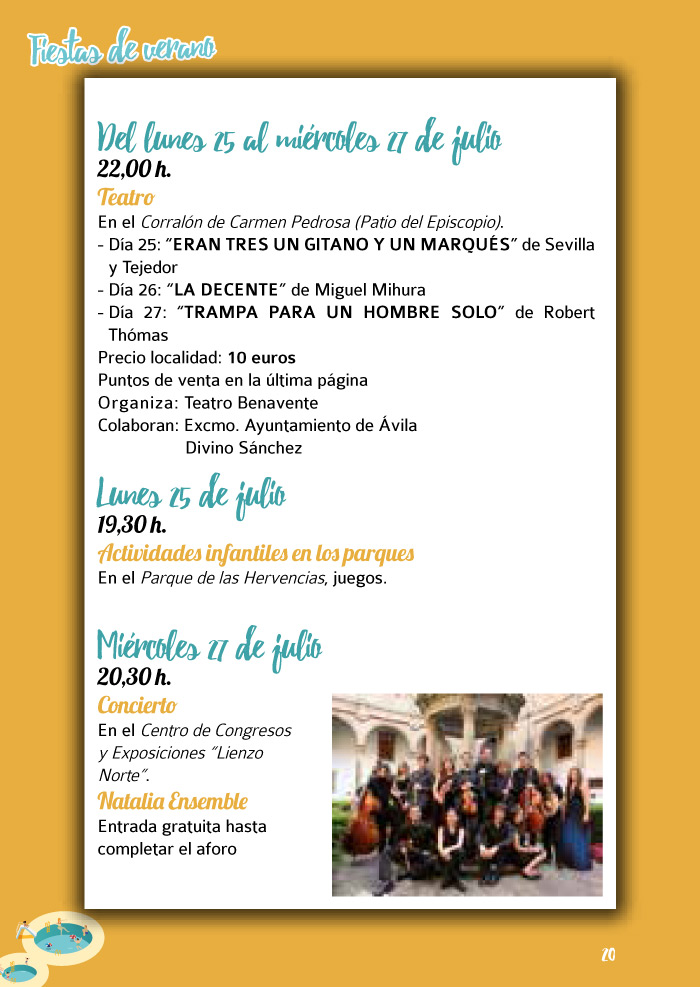 Fiestas de verano
Del lunes 25 al miércoles 27 de julio
22,00 h.
Teatro
En el Corralón de Carmen Pedrosa (Patio del Episcopio).
- Día 25: "ERAN TRES UN GITANO Y UN MARQUÉS" de Sevilla
y Tejedor
- Día 26: "LA DECENTE" de Miguel Mihura
- Día 27: "TRAMPA PARA UN HOMBRE SOLO" de Robert
Thómas
Precio localidad: 10 euros
Puntos de venta en la última página
Organiza: Teatro Benavente
Colaboran: Excmo. Ayuntamiento de Ávila
Divino Sánchez
Lunes 25 de julio
19,30 h.
Actividades infantiles en los parques
En el Parque de las Hervencias, juegos.
Miércoles 27 de julio
20,30 h.
Concierto
En el Centro de Congresos
y Exposiciones "Lienzo
Norte".
Natalia Ensemble
Entrada gratuita hasta
completar el aforo
20